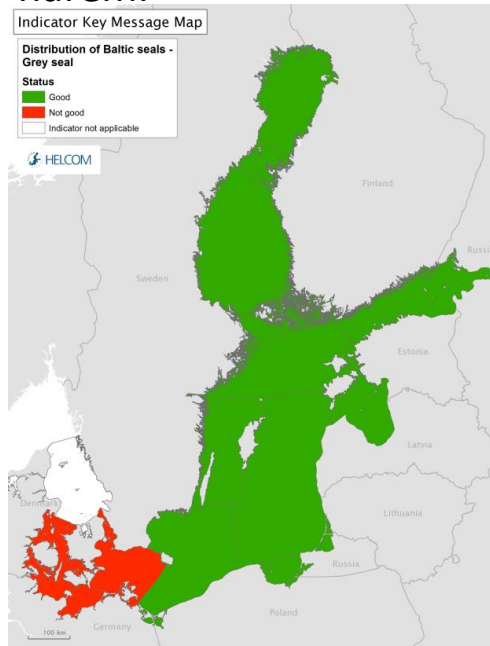 Indicator Key Message Map
Distribution of Baltic seals -
Grey seal
Status
Good
Not good
Indicator not applicable
HELCOM
Finland
Sweden
Russi
Estonia
Latvia
Denmark
Lithuania
Russia
Poland
Germany
100 km